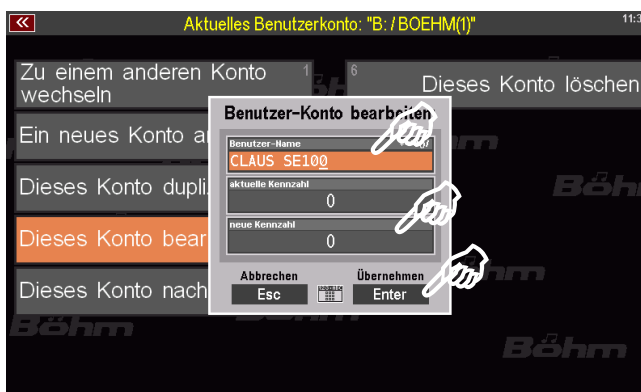 Aktuelles Benutzerkonto: "B: / BOEHM(1)"
11:3
Zu einem anderen Konto 1
wechseln
6
Dieses Konto löschen
Ein neues Konto
Dieses Konto dupli
Dieses Konto bear
Dieses Konto nach
Benutzer-Konto bearbeiten
Benutzer-Name
CLAUS SE100
aktuelle Kennzahl
0
neue Kennzahl
0
Abbrechen
Übernehmen
Esc
Enter
Böhm
Böhm